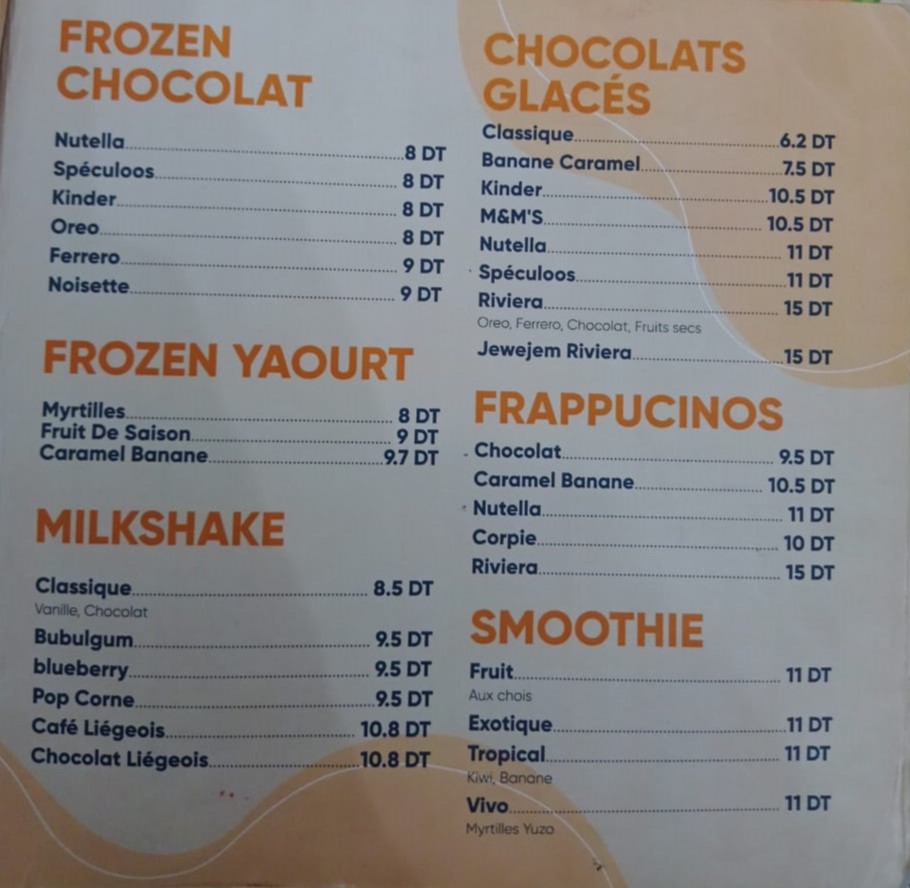 FROZEN
CHOCOLAT
Nutella 8 DT
Spéculoos 8 DT
Kinder 8 DT
Oreo 8 DT
Ferrero 9 DT
Noisette 9 DT
FROZEN YAOURT
Myrtilles 8 DT
Fruit De Saison 9 DT
Caramel Banane 9.7 DT
MILKSHAKE
Classique 8.5 DT
Vanille, Chocolat
Bubulgum 9.5 DT
blueberry 9.5 DT
Pop Corne 9.5 DT
Café Liégeois 10.8 DT
Chocolat Liégeois 10.8 DT
CHOCOLATS
GLACÉS
Classique 6.2 DT
Banane Caramel 7.5 DT
Kinder 10.5 DT
M&M'S 10.5 DT
Nutella 11 DT
Spéculoos 11 DT
Riviera 15 DT
Oreo, Ferrero, Chocolat, Fruits secs
Jewejem Riviera 15 DT
FRAPPUCINOS
Chocolat 9.5 DT
Caramel Banane 10.5 DT
Nutella 11 DT
Corpie 10 DT
Riviera 15 DT
SMOOTHIE
Fruit 11 DT
Aux chois
Exotique 11 DT
Tropical 11 DT
Kiwi, Banane
Vivo 11 DT
Myrtilles Yuzo